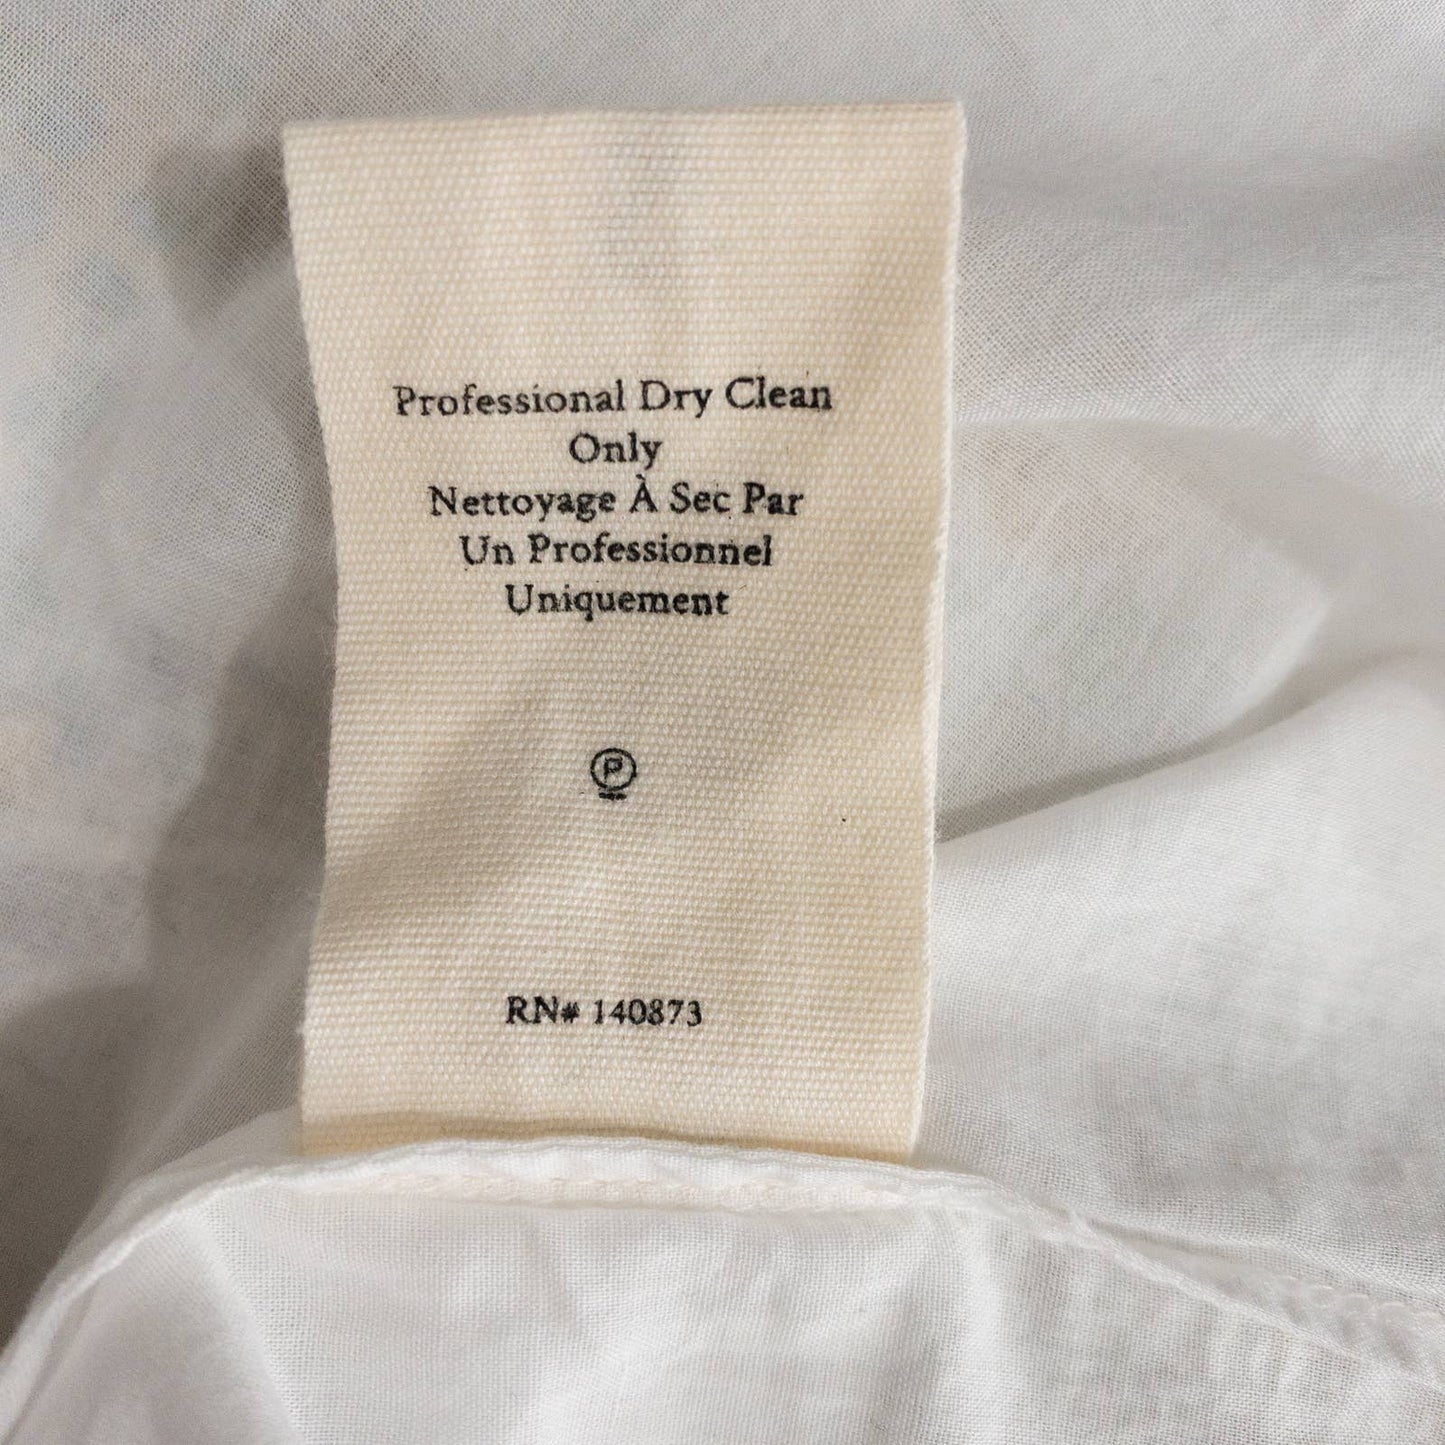 Professional Dry Clean
Only
Nettoyage À Sec Par
Un Professionnel
Uniquement
P
RN# 140873